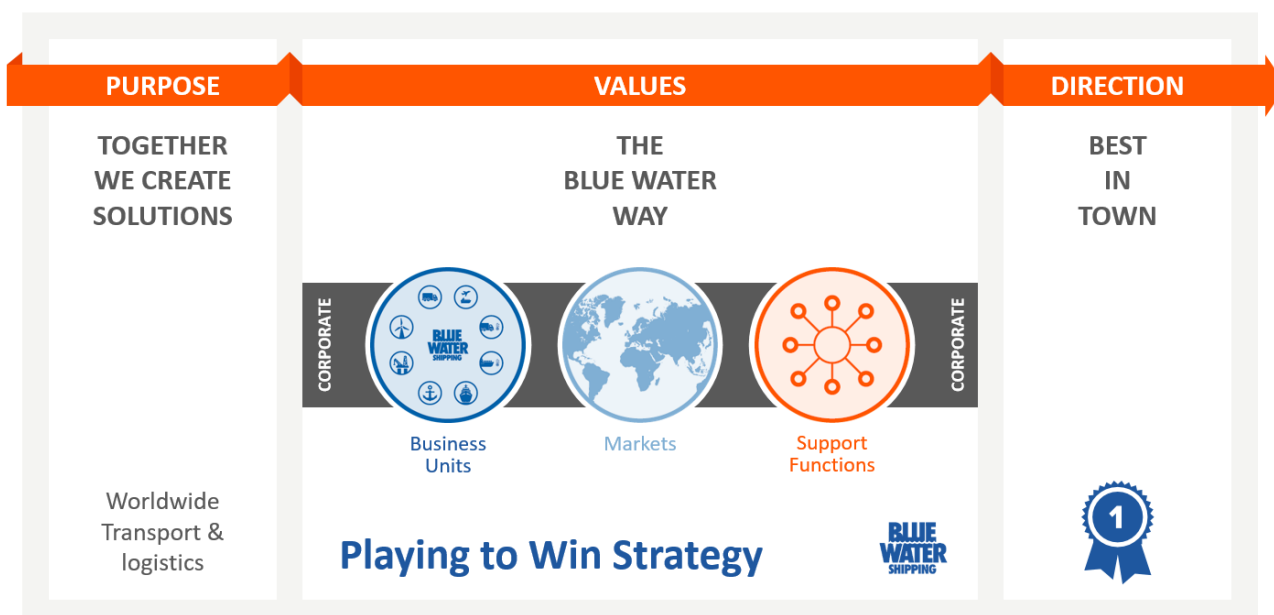 PURPOSE
TOGETHER
WE CREATE
SOLUTIONS
Worldwide
Transport &
logistics
VALUES
THE
BLUE WATER
WAY
CORPORATE
BLUE
WATER
SHIPPING
CORPORATE
Business
Units
Markets
Support
Functions
Playing to Win Strategy
BLUE
WATER
SHIPPING
DIRECTION
BEST
IN
TOWN
1